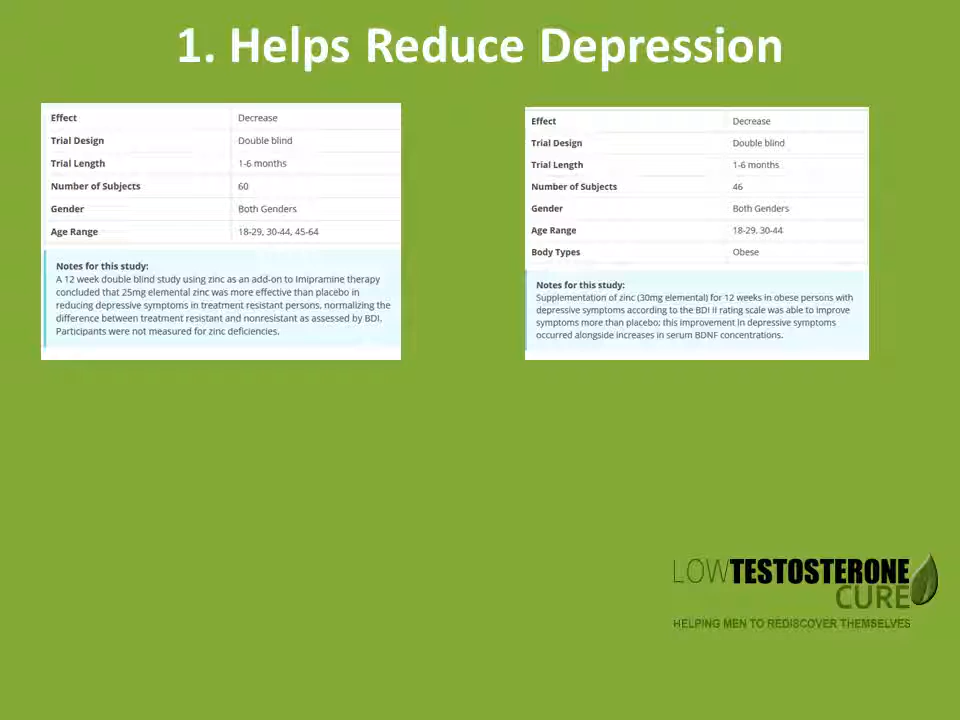 1. Helps Reduce Depression
Effect Decrease
Trial Design Double blind
Trial Length 1-6 months
Number of Subjects 60
Gender Both Genders
Age Range 18-29, 30-44, 45-64
Notes for this study:
A 12 week double blind study using zinc as an add-on to Imipramine therapy
concluded that 25mg elemental zinc was more effective than placebo in
reducing depressive symptoms in treatment resistant persons, normalizing the
difference between treatment resistant and nonresistant as assessed by BDI.
Participants were not measured for zinc deficiencies.
Effect Decrease
Trial Design Double blind
Trial Length 1-6 months
Number of Subjects 46
Gender Both Genders
Age Range 18-29, 30-44
Body Types Obese
Notes for this study:
Supplementation of zinc (30mg elemental) for 12 weeks in obese persons with
depressive symptoms according to the BDI II rating scale was able to improve
symptoms more than placebo; this improvement in depressive symptoms
occurred alongside increases in serum BDNF concentrations.
LOWTESTOSTERONE
CURE
HELPING MEN TO REDISCOVER THEMSELVES